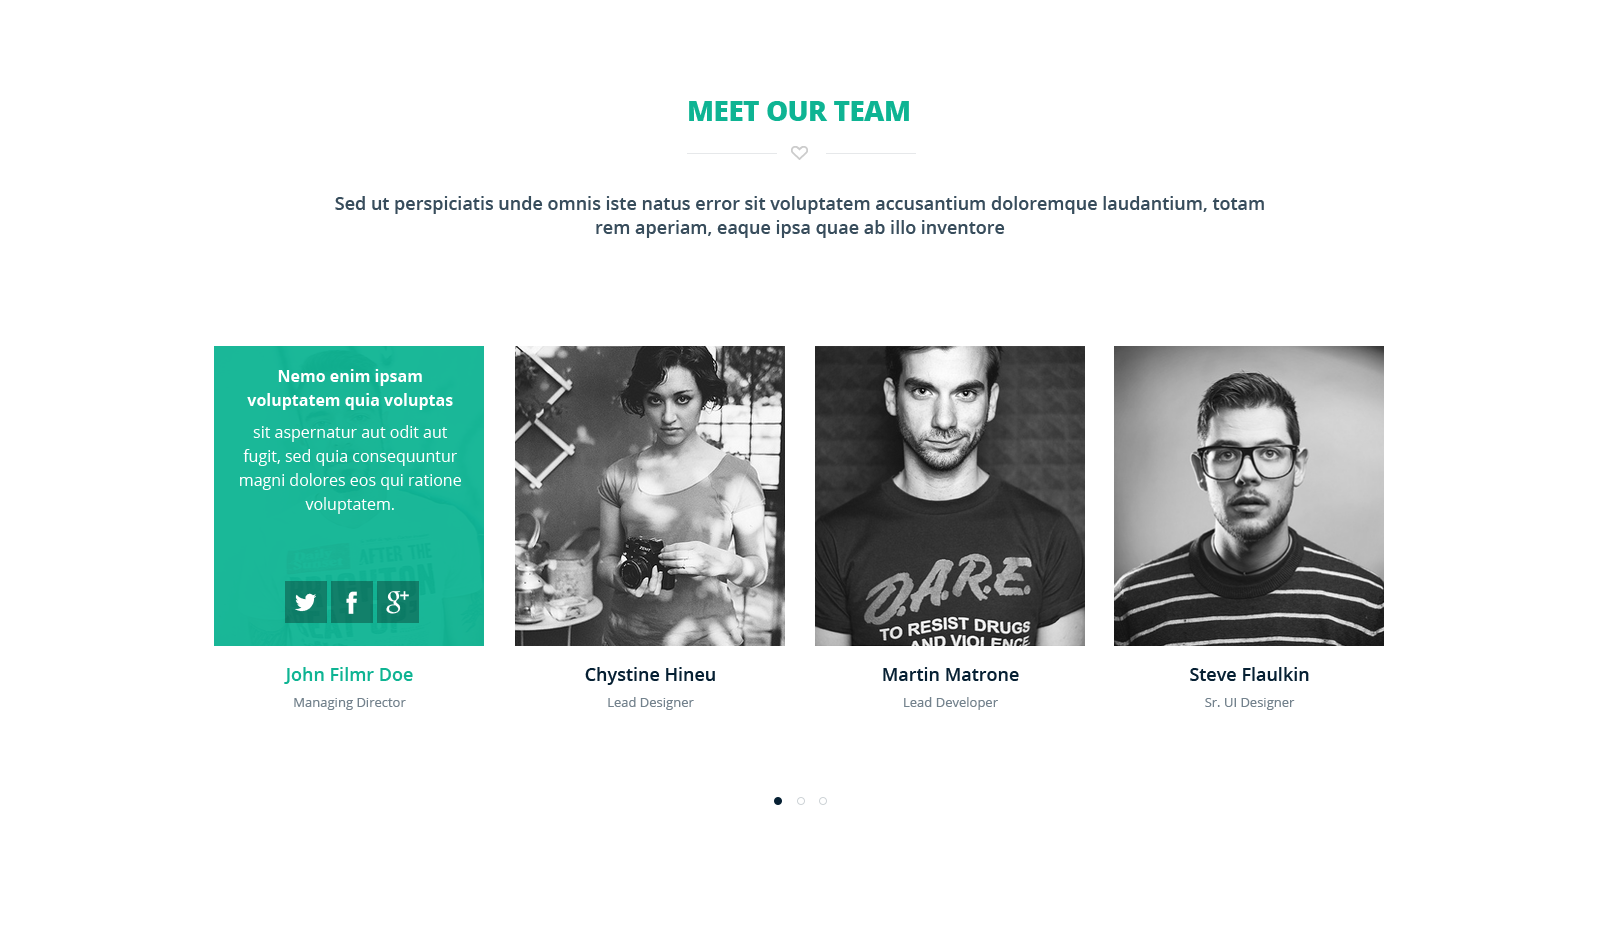 MEET OUR TEAM
Sed ut perspiciatis unde omnis iste natus error sit voluptatem accusantium doloremque laudantium, totam
rem aperiam, eaque ipsa quae ab illo inventore
Nemo enim ipsam
voluptatem quia voluptas
sit aspernatur aut odit aut
fugit, sed quia consequuntur
magni dolores eos qui ratione
voluptatem.
AFTER THE
D.A.R.E.
TO RESIST DRUGS
AND VIOLENCE
John Filmr Doe
Managing Director
Chystine Hineu
Lead Designer
Martin Matrone
Lead Developer
Steve Flaulkin
Sr. UI Designer